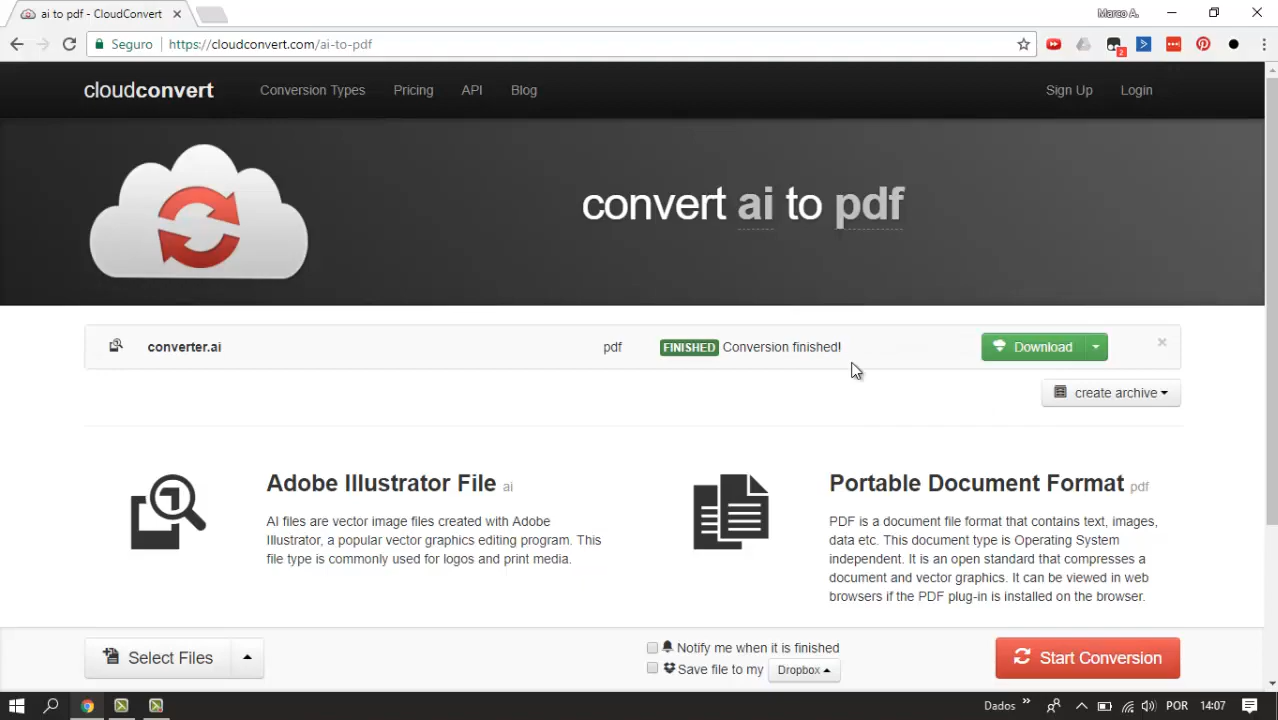 ai to pdf - CloudConvert
Marco A.
Seguro
https://cloudconvert.com/ai-to-pdf
2
cloudconvert
Conversion Types
Pricing
API
Blog
Sign Up
Login
convert ai to pdf
converter.ai
pdf
FINISHED Conversion finished!
Download
create archive
Adobe Illustrator File ai
AI files are vector image files created with Adobe
Illustrator, a popular vector graphics editing program. This
file type is commonly used for logos and print media.
Portable Document Format pdf
PDF is a document file format that contains text, images,
data etc. This document type is Operating System
independent. It is an open standard that compresses a
document and vector graphics. It can be viewed in web
browsers if the PDF plug-in is installed on the browser.
Select Files
Notify me when it is finished
Save file to my Dropbox
Start Conversion
Dados
POR
14:07